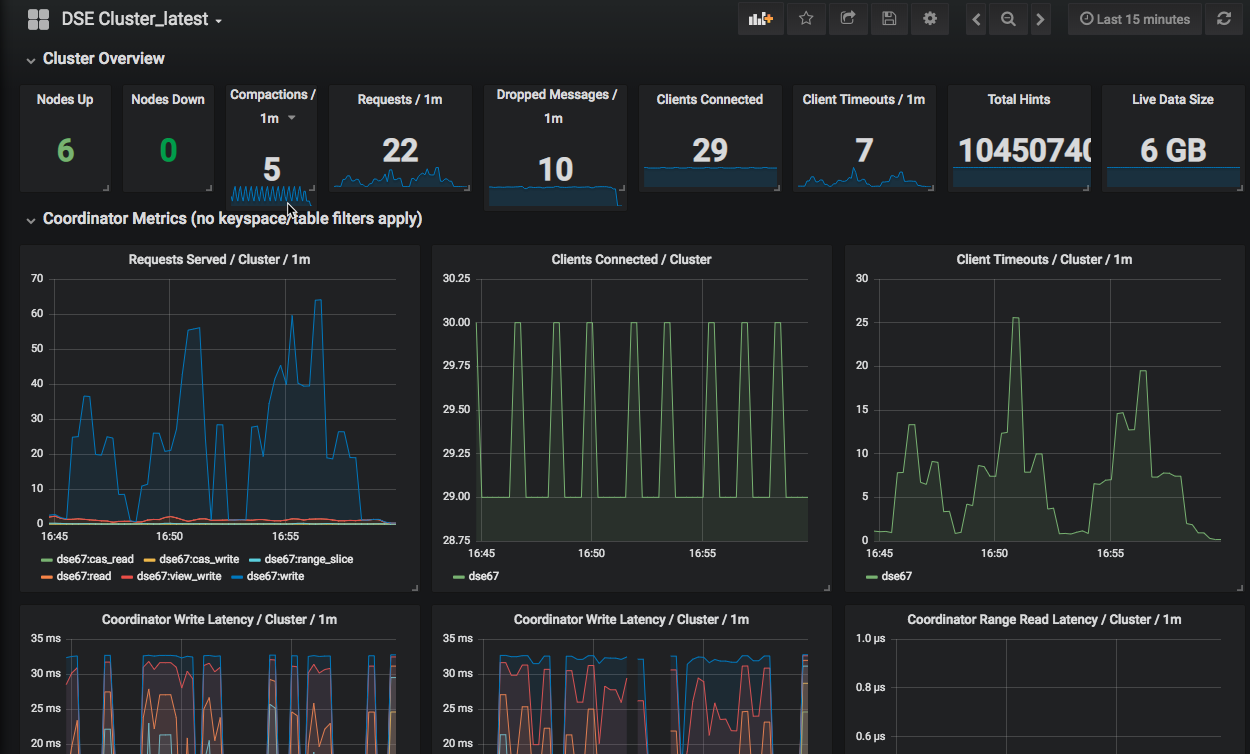 DSE Cluster_latest
Last 15 minutes
Cluster Overview
Nodes Up
6
Nodes Down
0
Compactions /
1m
5
Requests / 1m
22
Dropped Messages /
1m
10
Clients Connected
29
Client Timeouts / 1m
7
Total Hints
10450740
Live Data Size
6 GB
Coordinator Metrics (no keyspace/table filters apply)
Requests Served / Cluster / 1m
70
60
50
40
30
20
10
0
16:45 16:50 16:55
dse67:cas_read dse67:cas_write dse67:range_slice
dse67:read dse67:view_write dse67:write
Clients Connected / Cluster
30.25
30.00
29.75
29.50
29.25
29.00
28.75
16:45 16:50 16:55
dse67
Client Timeouts / Cluster / 1m
30
25
20
15
10
5
0
16:45 16:50 16:55
dse67
Coordinator Write Latency / Cluster / 1m
35 ms
30 ms
25 ms
20 ms
Coordinator Write Latency / Cluster / 1m
35 ms
30 ms
25 ms
20 ms
Coordinator Range Read Latency / Cluster / 1m
1.0 µs
0.8 µs
0.6 µs